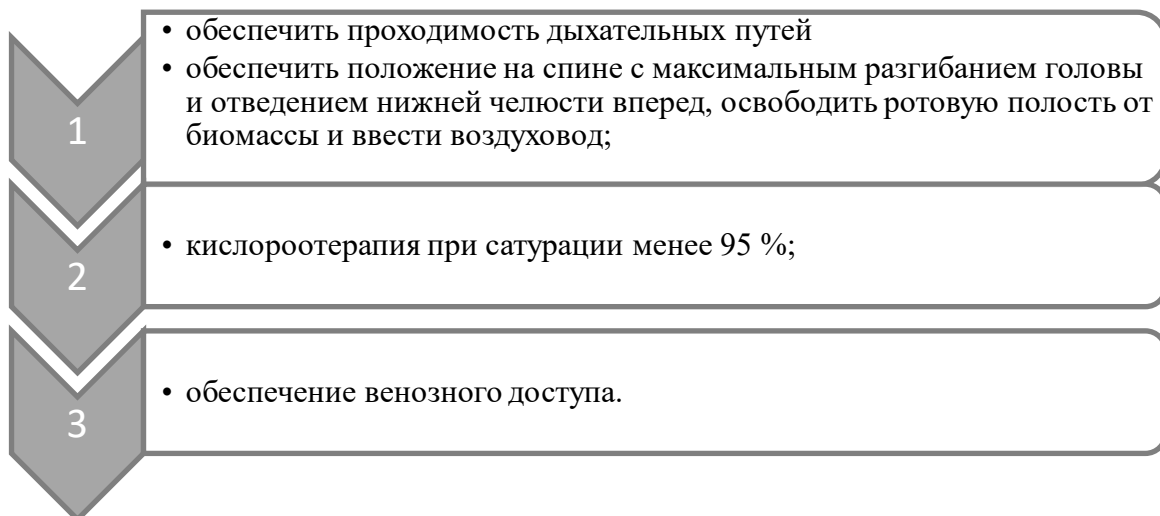 1
• обеспечить проходимость дыхательных путей
• обеспечить положение на спине с максимальным разгибанием головы
и отведением нижней челюсти вперед, освободить ротовую полость от
биомассы и ввести воздуховод;
2
• кислороотерапия при сатурации менее 95 %;
3
• обеспечение венозного доступа.